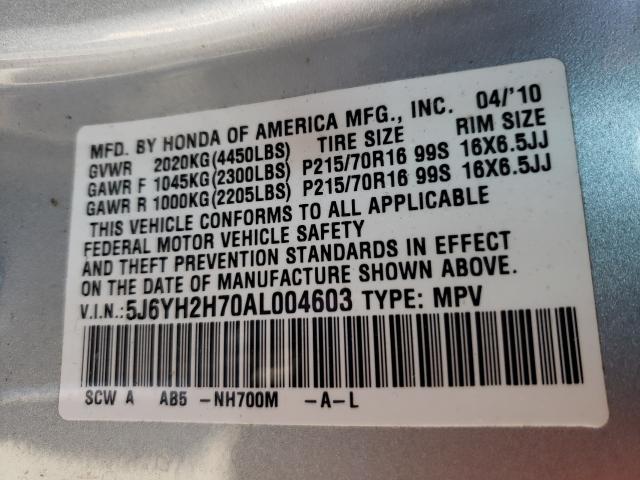 MFD. BY HONDA OF AMERICA MFG., INC. 04/'10
GVWR 2020KG(4450LBS) TIRE SIZE RIM SIZE
GAWR F 1045KG(2300LBS) P215/70R16 99S 16X6.5JJ
GAWR R 1000KG(2205LBS) P215/70R16 99S 16X6.5JJ
THIS VEHICLE CONFORMS TO ALL APPLICABLE
FEDERAL MOTOR VEHICLE SAFETY
AND THEFT PREVENTION STANDARDS IN EFFECT
ON THE DATE OF MANUFACTURE SHOWN ABOVE.
V.I.N.:5J6YH2H70AL004603 TYPE: MPV
SCW A AB5 -NH700M -A-L